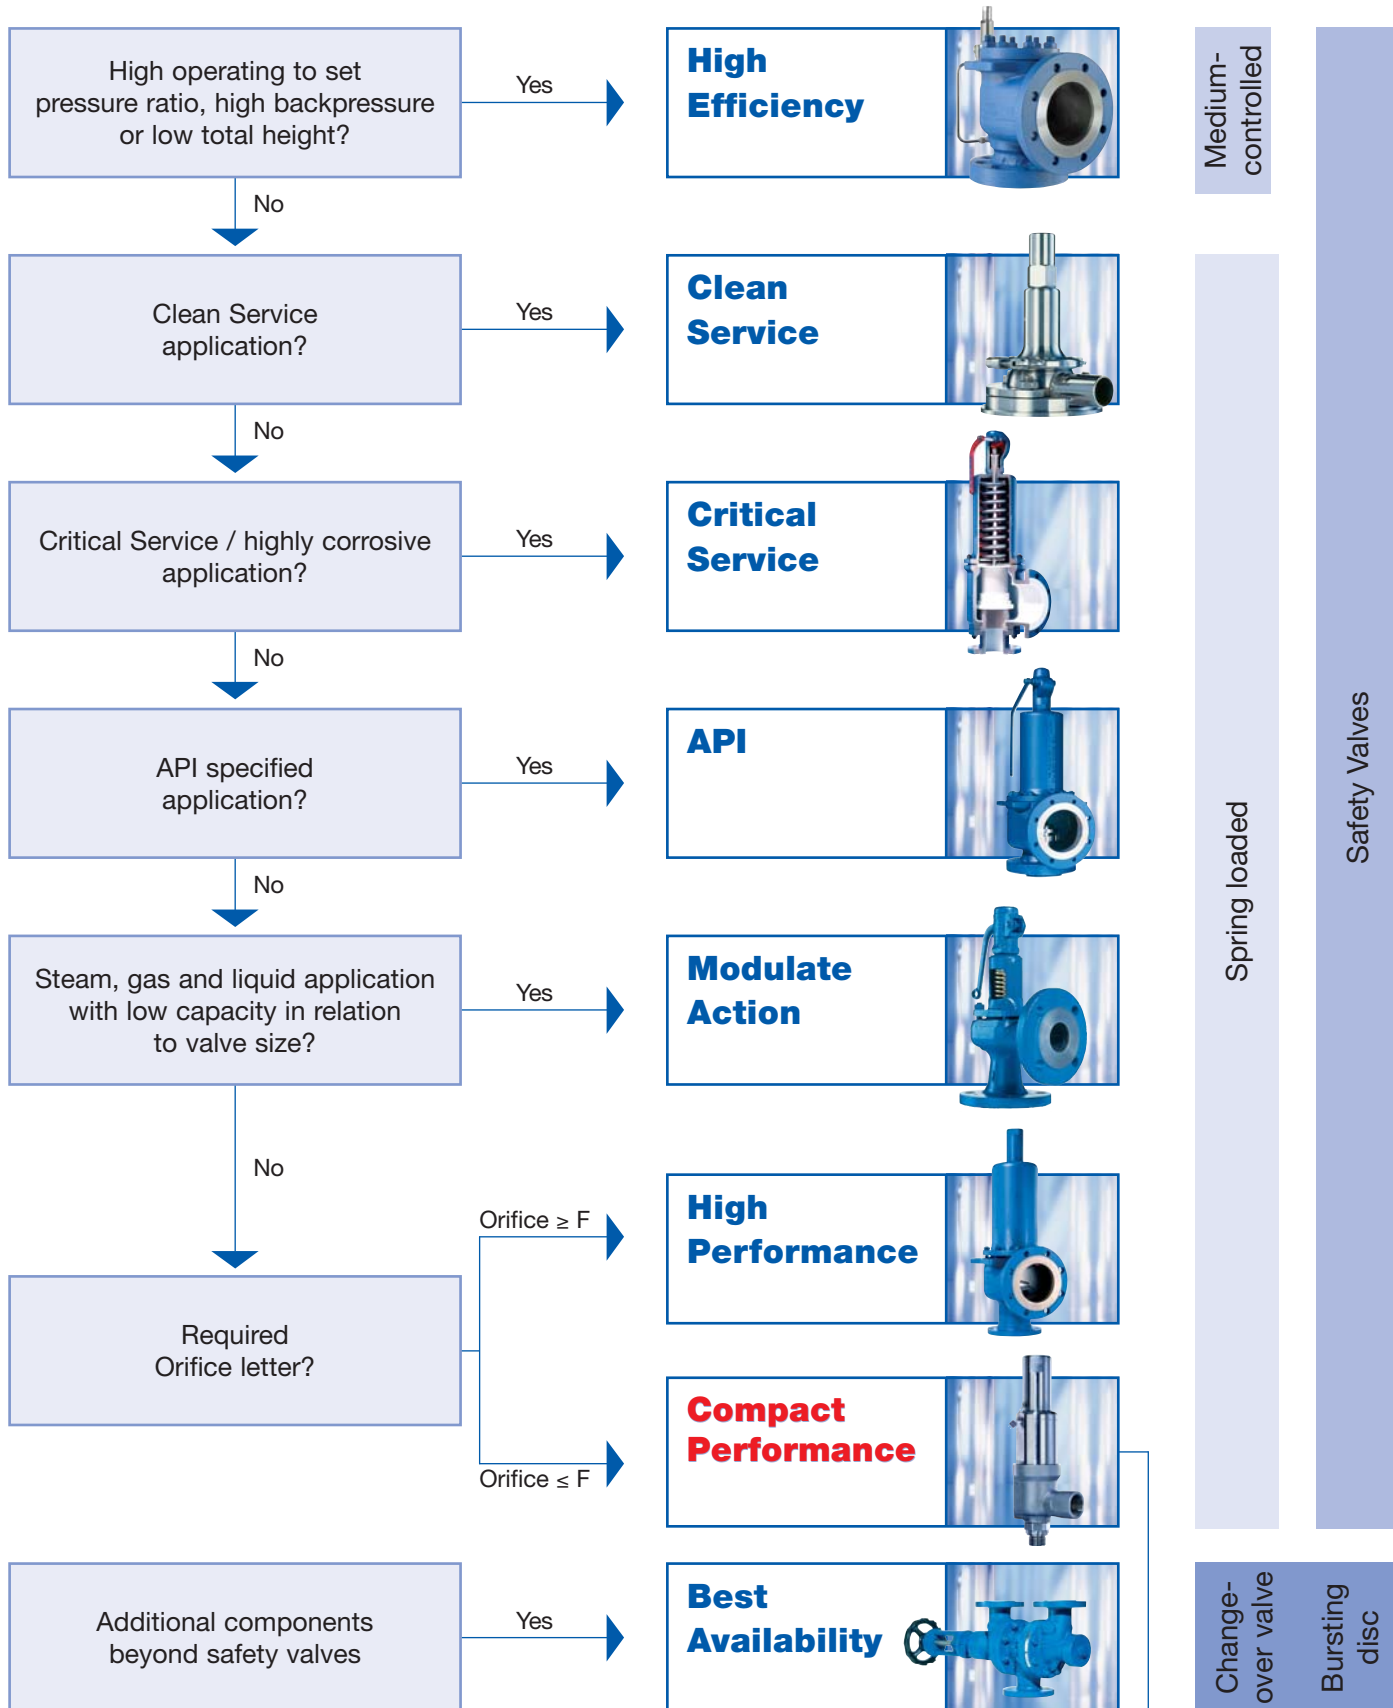 High operating to set
pressure ratio, high backpressure
or low total height?
Yes
High
Efficiency
Medium-
controlled
No
Clean Service
application?
Yes
Clean
Service
No
Critical Service / highly corrosive
application?
Yes
Critical
Service
No
API specified
application?
Yes
API
No
Steam, gas and liquid application
with low capacity in relation
to valve size?
Yes
Modulate
Action
No
Required
Orifice letter?
Orifice ≥ F
High
Performance
Orifice ≤ F
Compact
Performance
Spring loaded
Safety Valves
Additional components
beyond safety valves
Yes
Best
Availability
Change-
over valve
Bursting
disc